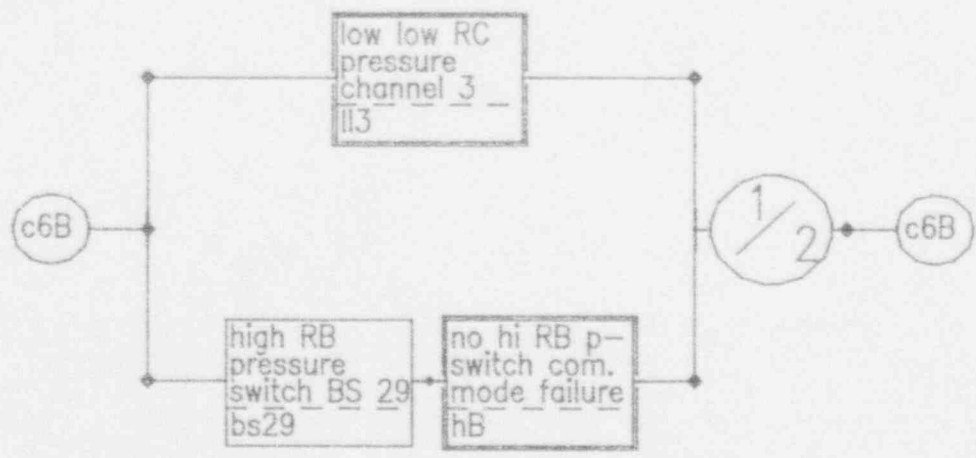 low low RC
pressure
channel 3
ll3
c6B
1/2
c6B
high RB
pressure
switch BS 29
bs29
no hi RB p-
switch com.
mode failure
hB